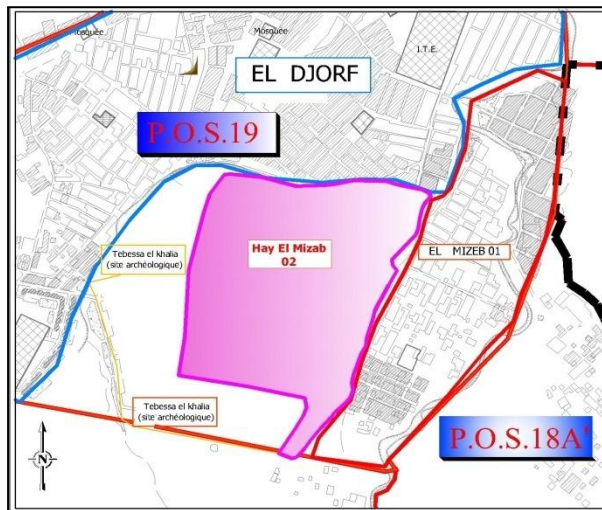 Mosquée
Mosquée
I.T.E.
EL DJORF
P.O.S.19
Hay El Mizab
02
EL MIZEB 01
Tebessa el khalia
(site archéologique)
Tebessa el khalia
(site archéologique)
P.O.S.18A'
N